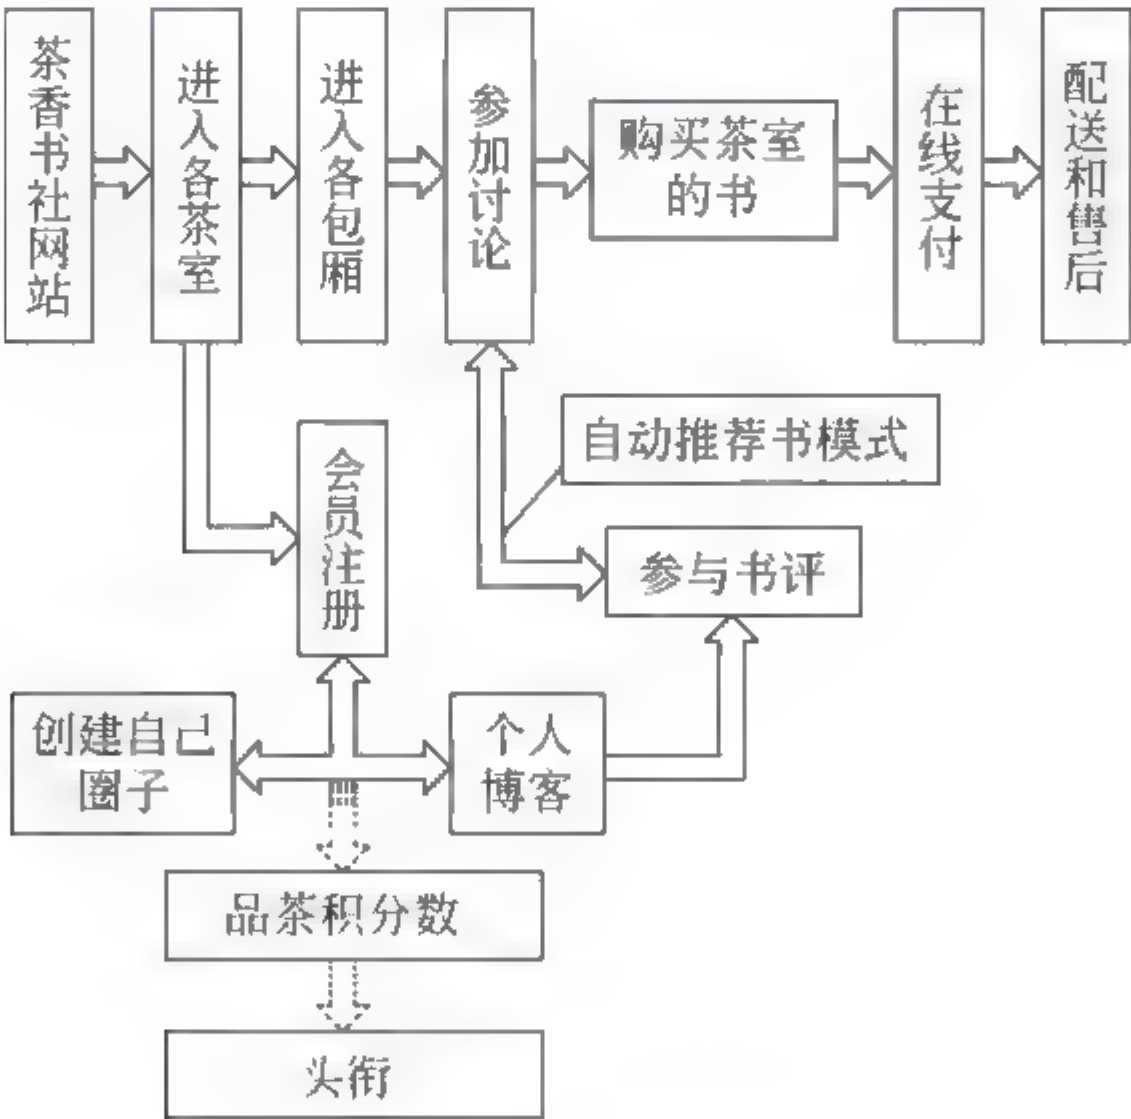 茶香书社网站
进入各茶室
进入各包厢
参加讨论
购买茶室
的书
在线支付
配送和售后
自动推荐书模式
会员注册
参与书评
创建自己
圈子
个人
博客
品茶积分数
头衔